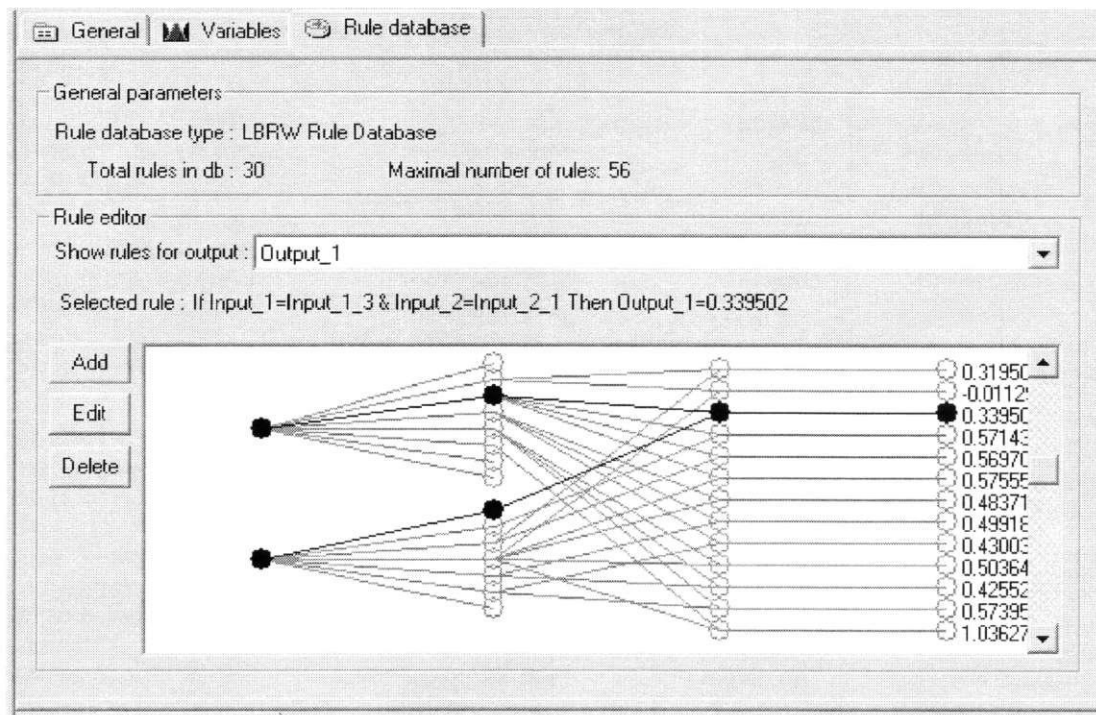 General Variables Rule database
General parameters
Rule database type : LBRW Rule Database
Total rules in db : 30 Maximal number of rules: 56
Rule editor
Show rules for output : Output_1
Selected rule : If Input_1=Input_1_3 & Input_2=Input_2_1 Then Output_1=0.339502
Add
Edit
Delete
0.31950
-0.01129
0.33950
0.57143
0.56970
0.57555
0.48371
0.49918
0.43003
0.50364
0.42552
0.57395
1.03627